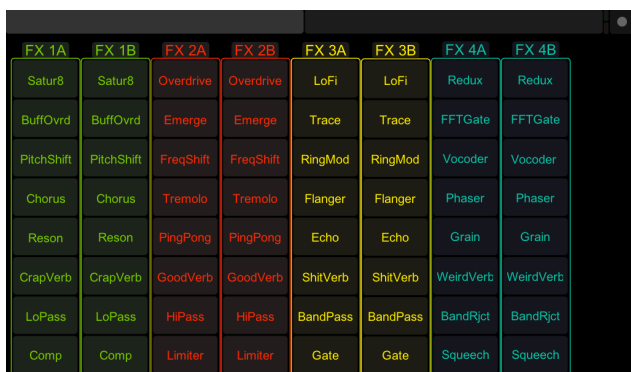 FX 1A FX 1B FX 2A FX 2B FX 3A FX 3B FX 4A FX 4B
Satur8 Satur8 Overdrive Overdrive LoFi LoFi Redux Redux
BuffOvrd BuffOvrd Emerge Emerge Trace Trace FFTGate FFTGate
PitchShift PitchShift FreqShift FreqShift RingMod RingMod Vocoder Vocoder
Chorus Chorus Tremolo Tremolo Flanger Flanger Phaser Phaser
Reson Reson PingPong PingPong Echo Echo Grain Grain
CrapVerb CrapVerb GoodVerb GoodVerb ShitVerb ShitVerb WeirdVerb WeirdVerb
LoPass LoPass HiPass HiPass BandPass BandPass BandRjct BandRjct
Comp Comp Limiter Limiter Gate Gate Squeech Squeech